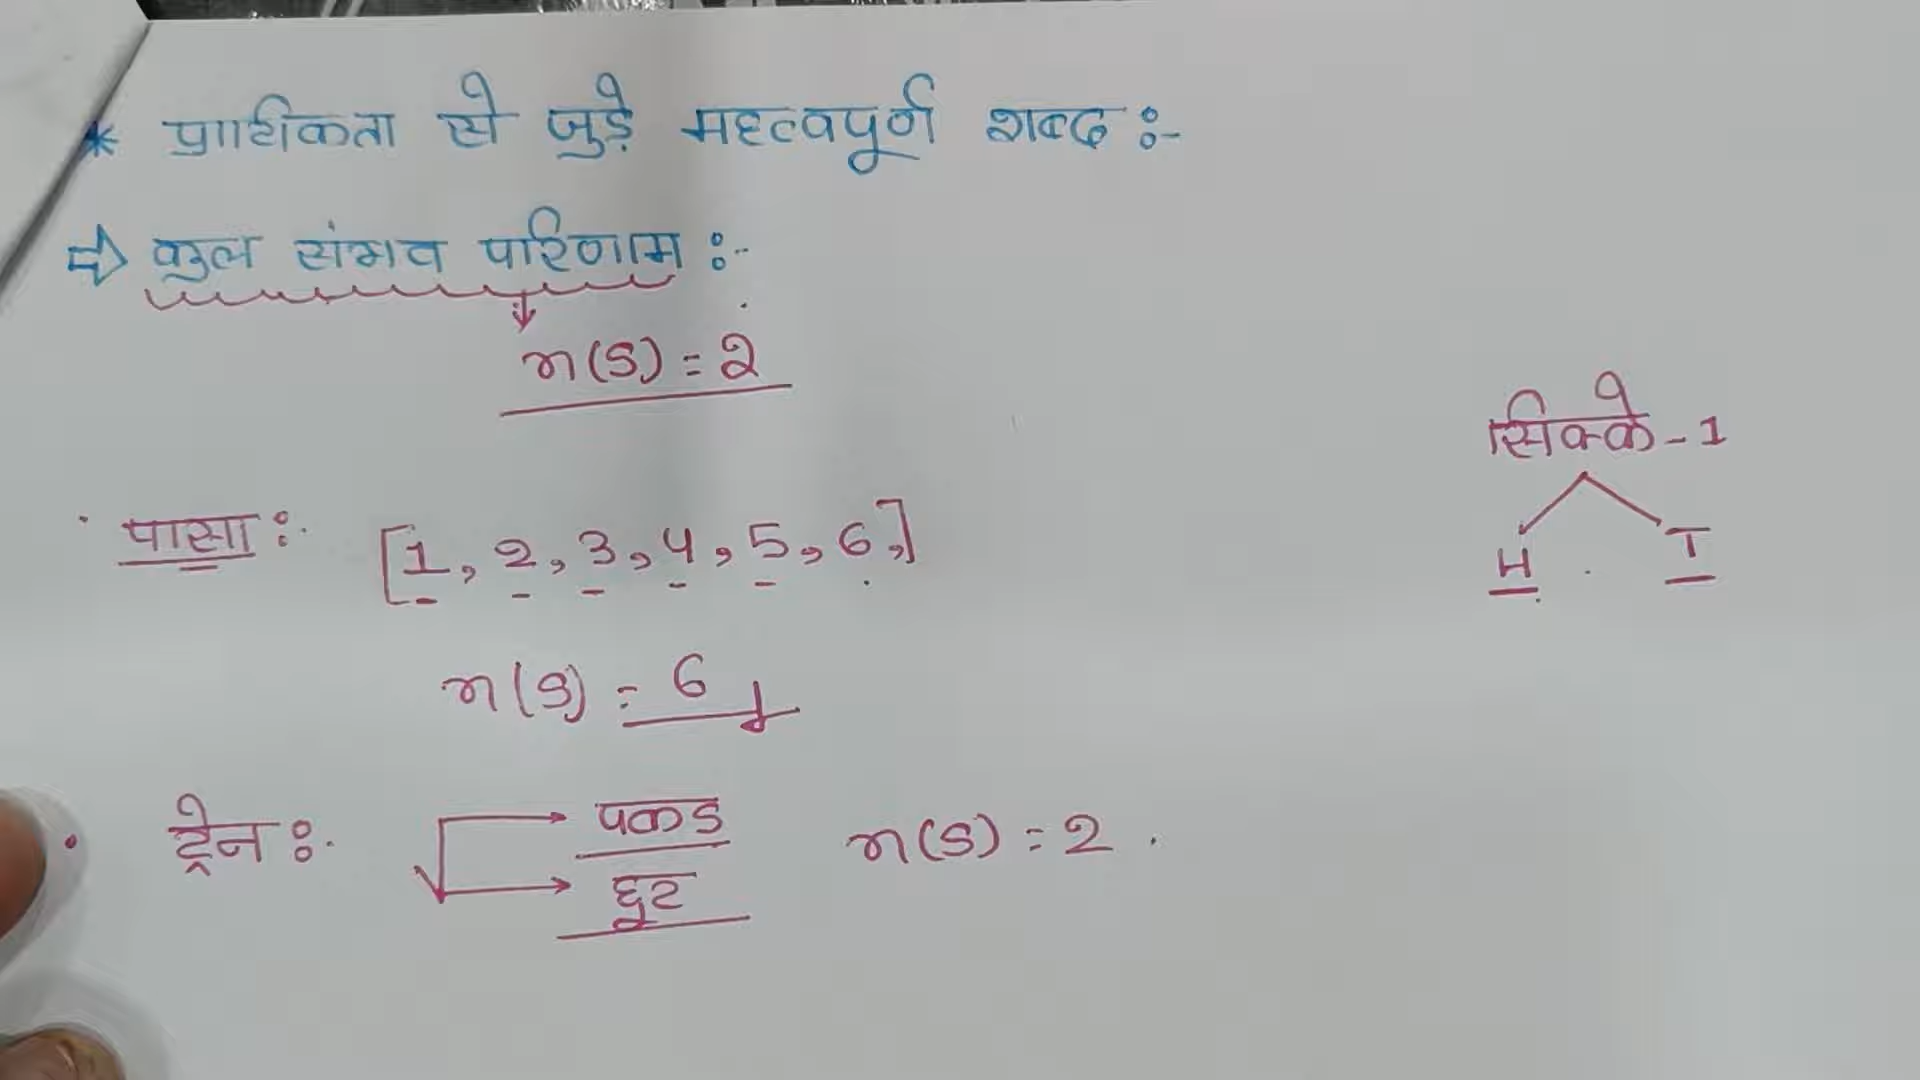 * प्रायिकता से जुड़े महत्वपूर्ण शब्द :-
⇒ कुल संभव परिणाम :-
n(S) = 2
सिक्के - 1
H T
पासा :- [1, 2, 3, 4, 5, 6,]
n(S) = 6
ट्रेन :- पकड n(S) = 2
छूट